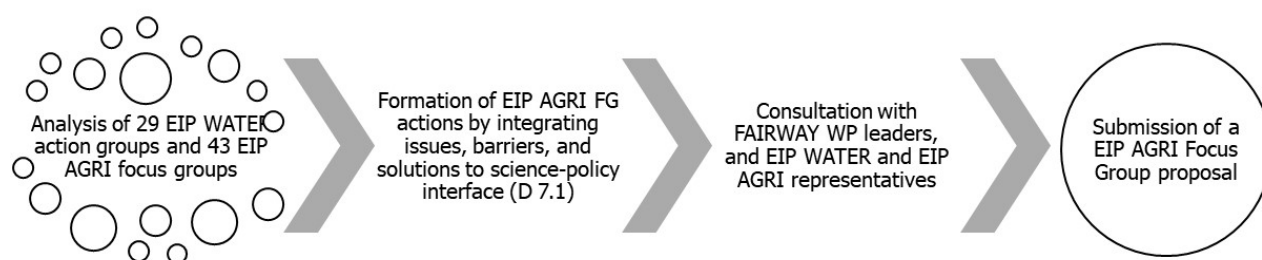 Analysis of 29 EIP WATER
action groups and 43 EIP
AGRI focus groups
Formation of EIP AGRI FG
actions by integrating
issues, barriers, and
solutions to science-policy
interface (D 7.1)
Consultation with
FAIRWAY WP leaders,
and EIP WATER and EIP
AGRI representatives
Submission of a
EIP AGRI Focus
Group proposal